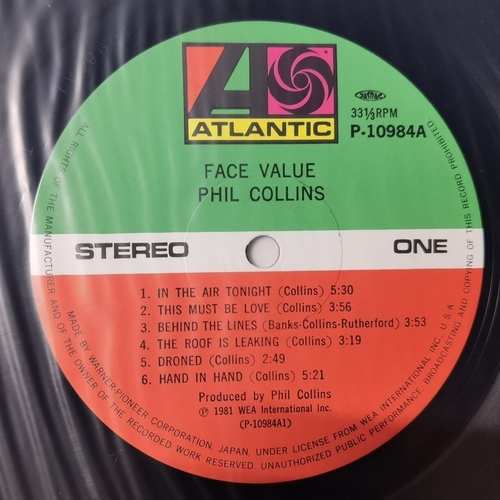 ATLANTIC
33⅓RPM
P-10984A
FACE VALUE
PHIL COLLINS
STEREO
ONE
1. IN THE AIR TONIGHT (Collins) 5:30
2. THIS MUST BE LOVE (Collins) 3:56
3. BEHIND THE LINES (Banks-Collins-Rutherford) 3:53
4. THE ROOF IS LEAKING (Collins) 3:19
5. DRONED (Collins) 2:49
6. HAND IN HAND (Collins) 5:21
Produced by Phil Collins
℗ 1981 WEA International Inc.
(P-10984A1)
MADE BY WARNER-PIONEER CORPORATION, JAPAN, UNDER LICENSE FROM WEA INTERNATIONAL INC., U.S.A.
ALL RIGHTS OF THE MANUFACTURER AND OF THE OWNER OF THE RECORDED WORK RESERVED. UNAUTHORIZED PUBLIC PERFORMANCE, BROADCASTING AND COPYING OF THIS RECORD PROHIBITED